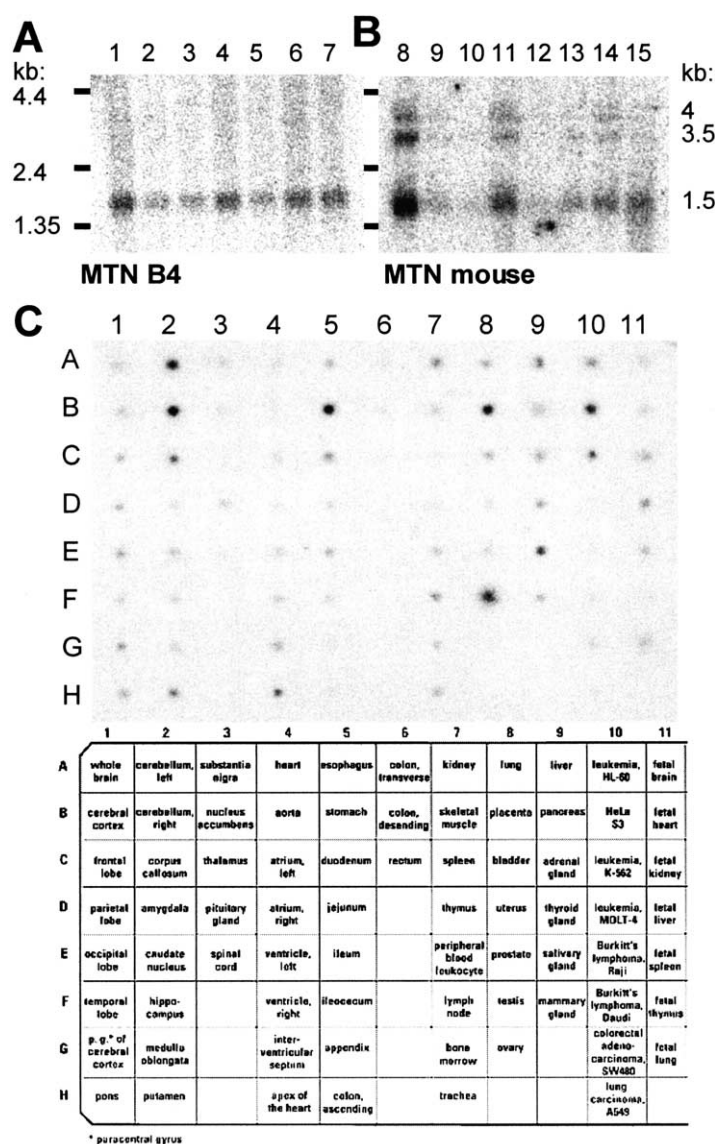 A 1 2 3 4 5 6 7 B 8 9 10 11 12 13 14 15
kb: kb:
4.4 4
3.5
2.4
1.5
1.35
MTN B4 MTN mouse
C 1 2 3 4 5 6 7 8 9 10 11
A
B
C
D
E
F
G
H
1 2 3 4 5 6 7 8 9 10 11
A whole brain cerebellum, left substantia nigra heart esophagus colon, transverse kidney lung liver leukemia, HL-60 fetal brain
B cerebral cortex cerebellum, right nucleus accumbens aorta stomach colon, desanding skeletal muscle placenta pancreas HeLa S3 fetal heart
C frontal lobe corpus callosum thalamus atrium, left duodenum rectum spleen bladder adrenal gland leukemia, K-562 fetal kidney
D parietal lobe amygdala pituitary gland atrium, right jejunum thymus uterus thyroid gland leukemia, MOLT-4 fetal liver
E occipital lobe caudate nucleus spinal cord ventricle, left ileum peripheral blood leukocyte prostate salivary gland Burkitt's lymphoma, Raji fetal spleen
F temporal lobe hippo-campus ventricle, right ileocecum lymph node testis mammary gland Burkitt's lymphoma, Daudi fetal thymus
G p. g.* of cerebral cortex medulla oblongata inter-ventricular septum appendix bone marrow ovary colorectal adeno-carcinoma, SW480 fetal lung
H pons putamen apex of the heart colon, ascending trachea lung carcinoma, A549
* paracentral gyrus